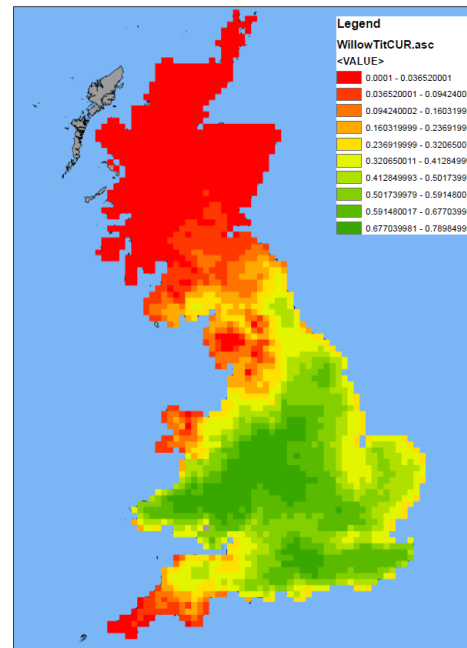 Legend
WillowTitCUR.asc
<VALUE>
0.0001 - 0.036520001
0.036520001 - 0.0942400
0.094240002 - 0.1603199
0.160319999 - 0.2369199
0.236919999 - 0.3206500
0.320650011 - 0.4128499
0.412849993 - 0.5017399
0.501739979 - 0.5914800
0.591480017 - 0.6770399
0.677039981 - 0.7898499